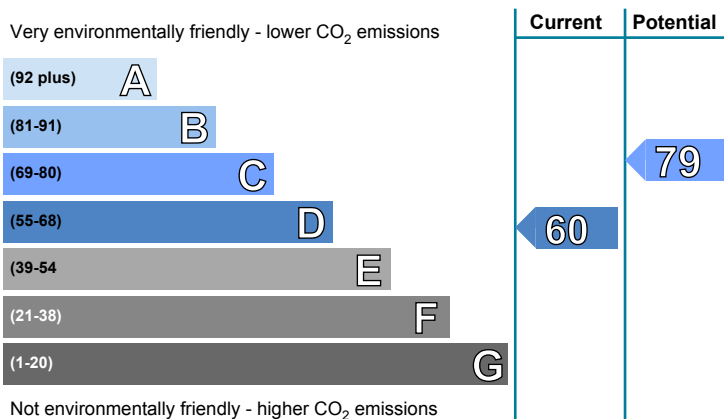 Current Potential
Very environmentally friendly - lower CO2 emissions
(92 plus) A
(81-91) B
(69-80) C
79
(55-68) D
60
(39-54 E
(21-38) F
(1-20) G
Not environmentally friendly - higher CO2 emissions